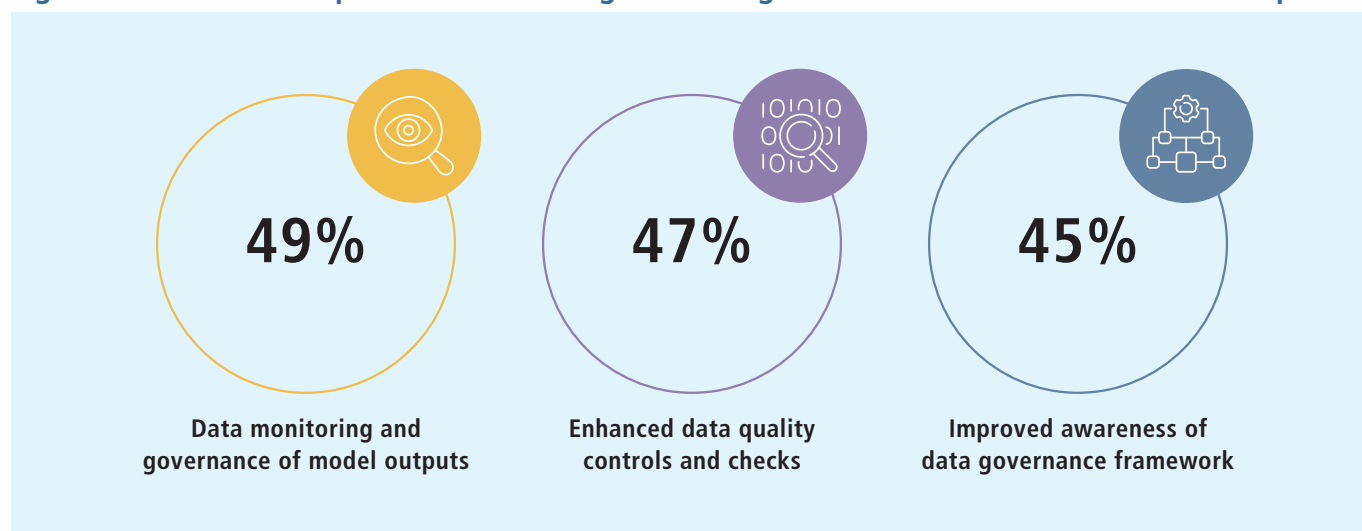 49%
47%
45%
Data monitoring and
governance of model outputs
Enhanced data quality
controls and checks
Improved awareness of
data governance framework